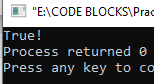 "E:\CODE BLOCKS\Prac
True!
Process returned 0
Press any key to co